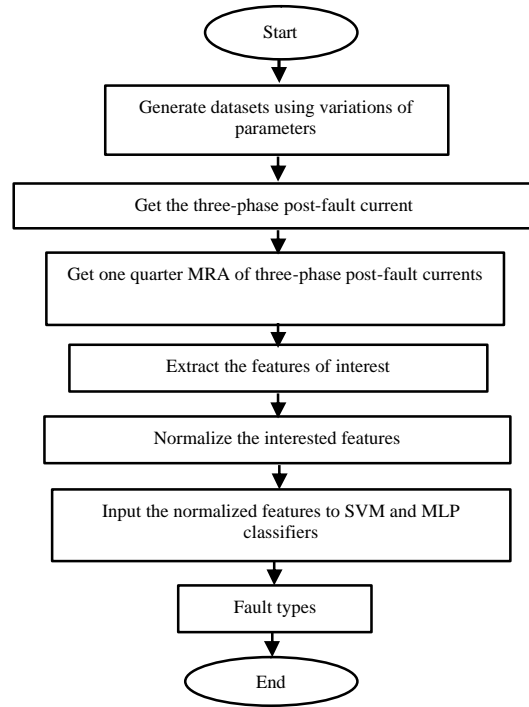 Start
Generate datasets using variations of
parameters
Get the three-phase post-fault current
Get one quarter MRA of three-phase post-fault currents
Extract the features of interest
Normalize the interested features
Input the normalized features to SVM and MLP
classifiers
Fault types
End